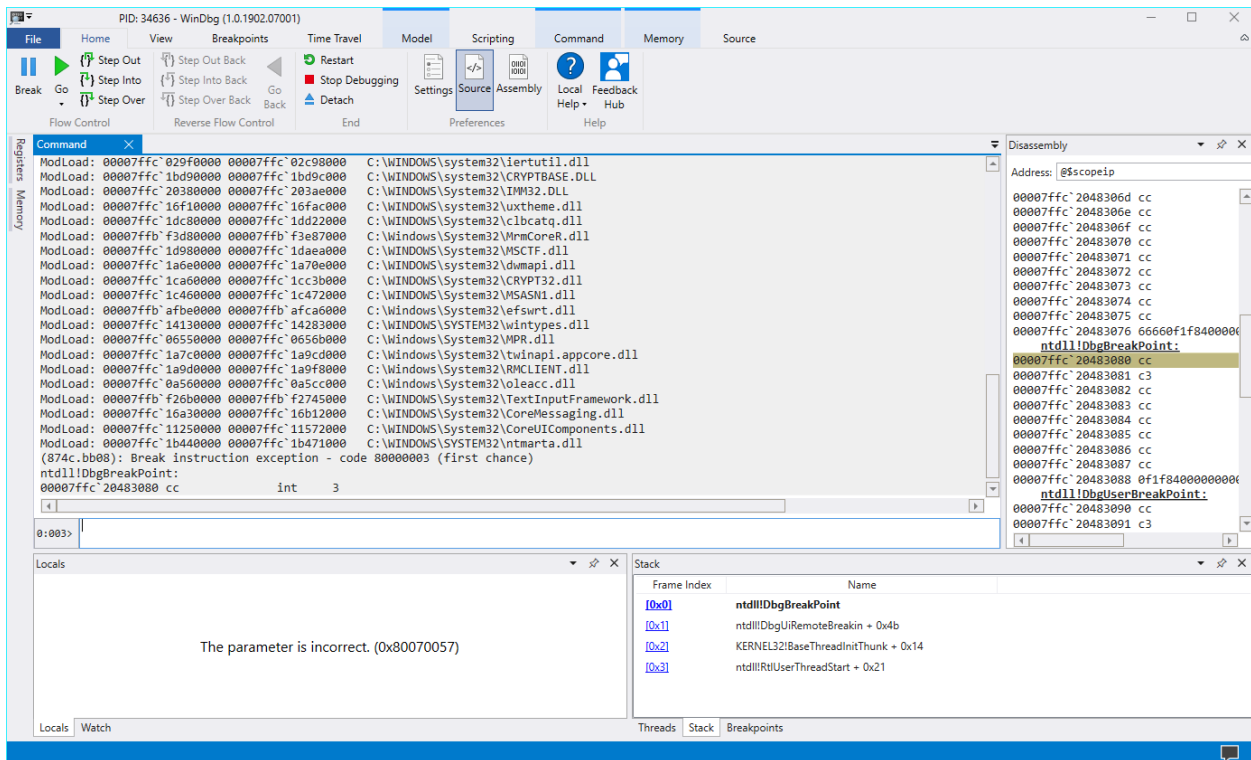 PID: 34636 - WinDbg (1.0.1902.07001)
File Home View Breakpoints Time Travel Model Scripting Command Memory Source
Break
Go
Step Out
Step Into
Step Over
Flow Control
Step Out Back
Step Into Back
Step Over Back
Go Back
Reverse Flow Control
Restart
Stop Debugging
Detach
End
Settings Source Assembly
Preferences
Local Help
Feedback Hub
Help
Registers
Memory
Command
ModLoad: 00007ffc`029f0000 00007ffc`02c98000 C:\WINDOWS\system32\iertutil.dll
ModLoad: 00007ffc`1bd90000 00007ffc`1bd9c000 C:\WINDOWS\system32\CRYPTBASE.DLL
ModLoad: 00007ffc`20380000 00007ffc`203ae000 C:\WINDOWS\System32\IMM32.DLL
ModLoad: 00007ffc`16f10000 00007ffc`16fac000 C:\WINDOWS\system32\uxtheme.dll
ModLoad: 00007ffc`1dc80000 00007ffc`1dd22000 C:\WINDOWS\System32\clbcatq.dll
ModLoad: 00007ffb`f3d80000 00007ffb`f3e87000 C:\Windows\System32\MrmCoreR.dll
ModLoad: 00007ffc`1d980000 00007ffc`1daea000 C:\WINDOWS\System32\MSCTF.dll
ModLoad: 00007ffc`1a6e0000 00007ffc`1a70e000 C:\WINDOWS\system32\dwmapi.dll
ModLoad: 00007ffc`1ca60000 00007ffc`1cc3b000 C:\WINDOWS\System32\CRYPT32.dll
ModLoad: 00007ffc`1c460000 00007ffc`1c472000 C:\WINDOWS\System32\MSASN1.dll
ModLoad: 00007ffb`afbe0000 00007ffb`afca6000 C:\Windows\System32\efswrt.dll
ModLoad: 00007ffc`14130000 00007ffc`14283000 C:\WINDOWS\SYSTEM32\wintypes.dll
ModLoad: 00007ffc`06550000 00007ffc`0656b000 C:\Windows\System32\MPR.dll
ModLoad: 00007ffc`1a7c0000 00007ffc`1a9cd000 C:\Windows\System32\twinapi.appcore.dll
ModLoad: 00007ffc`1a9d0000 00007ffc`1a9f8000 C:\Windows\System32\RMCLIENT.dll
ModLoad: 00007ffc`0a560000 00007ffc`0a5cc000 C:\Windows\System32\oleacc.dll
ModLoad: 00007ffb`f26b0000 00007ffb`f2745000 C:\WINDOWS\System32\TextInputFramework.dll
ModLoad: 00007ffc`16a30000 00007ffc`16b12000 C:\WINDOWS\System32\CoreMessaging.dll
ModLoad: 00007ffc`11250000 00007ffc`11572000 C:\WINDOWS\System32\CoreUIComponents.dll
ModLoad: 00007ffc`1b440000 00007ffc`1b471000 C:\WINDOWS\SYSTEM32\ntmarta.dll
(874c.bb08): Break instruction exception - code 80000003 (first chance)
ntdll!DbgBreakPoint:
00007ffc`20483080 cc int 3
0:003>
Disassembly
Address: @$scopeip
00007ffc`2048306d cc
00007ffc`2048306e cc
00007ffc`2048306f cc
00007ffc`20483070 cc
00007ffc`20483071 cc
00007ffc`20483072 cc
00007ffc`20483073 cc
00007ffc`20483074 cc
00007ffc`20483075 cc
00007ffc`20483076 66660f1f8400000
ntdll!DbgBreakPoint:
00007ffc`20483080 cc
00007ffc`20483081 c3
00007ffc`20483082 cc
00007ffc`20483083 cc
00007ffc`20483084 cc
00007ffc`20483085 cc
00007ffc`20483086 cc
00007ffc`20483087 cc
00007ffc`20483088 0f1f84000000000
ntdll!DbgUserBreakPoint:
00007ffc`20483090 cc
00007ffc`20483091 c3
Locals
The parameter is incorrect. (0x80070057)
Locals Watch
Stack
Frame Index Name
[0x0] ntdll!DbgBreakPoint
[0x1] ntdll!DbgUiRemoteBreakin + 0x4b
[0x2] KERNEL32!BaseThreadInitThunk + 0x14
[0x3] ntdll!RtlUserThreadStart + 0x21
Threads Stack Breakpoints